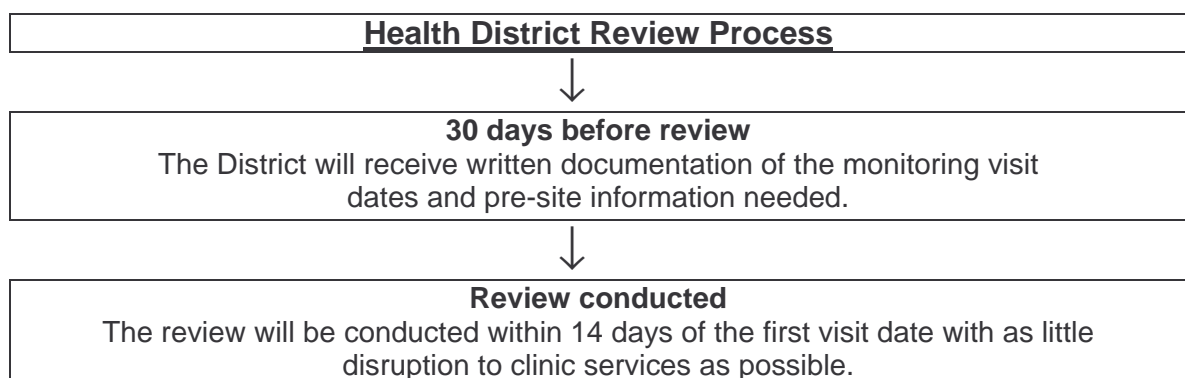 Health District Review Process
30 days before review
The District will receive written documentation of the monitoring visit
dates and pre-site information needed.
Review conducted
The review will be conducted within 14 days of the first visit date with as little
disruption to clinic services as possible.